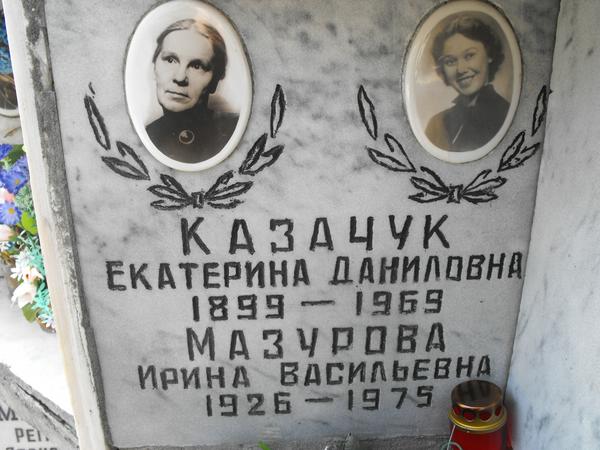 КАЗАЧУК
ЕКАТЕРИНА ДАНИЛОВНА
1899 — 1969
МАЗУРОВА
ИРИНА ВАСИЛЬЕВНА
1926 — 1975